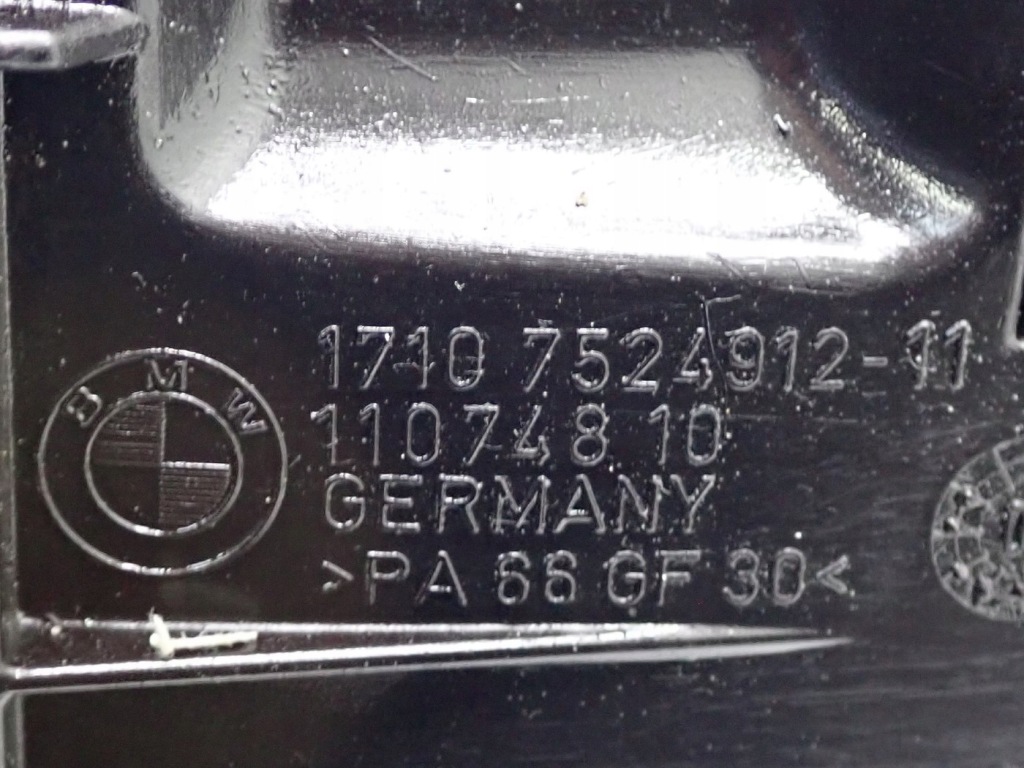 BMW
1710 7524912-11
11074810
GERMANY
>PA 66 GF 30<